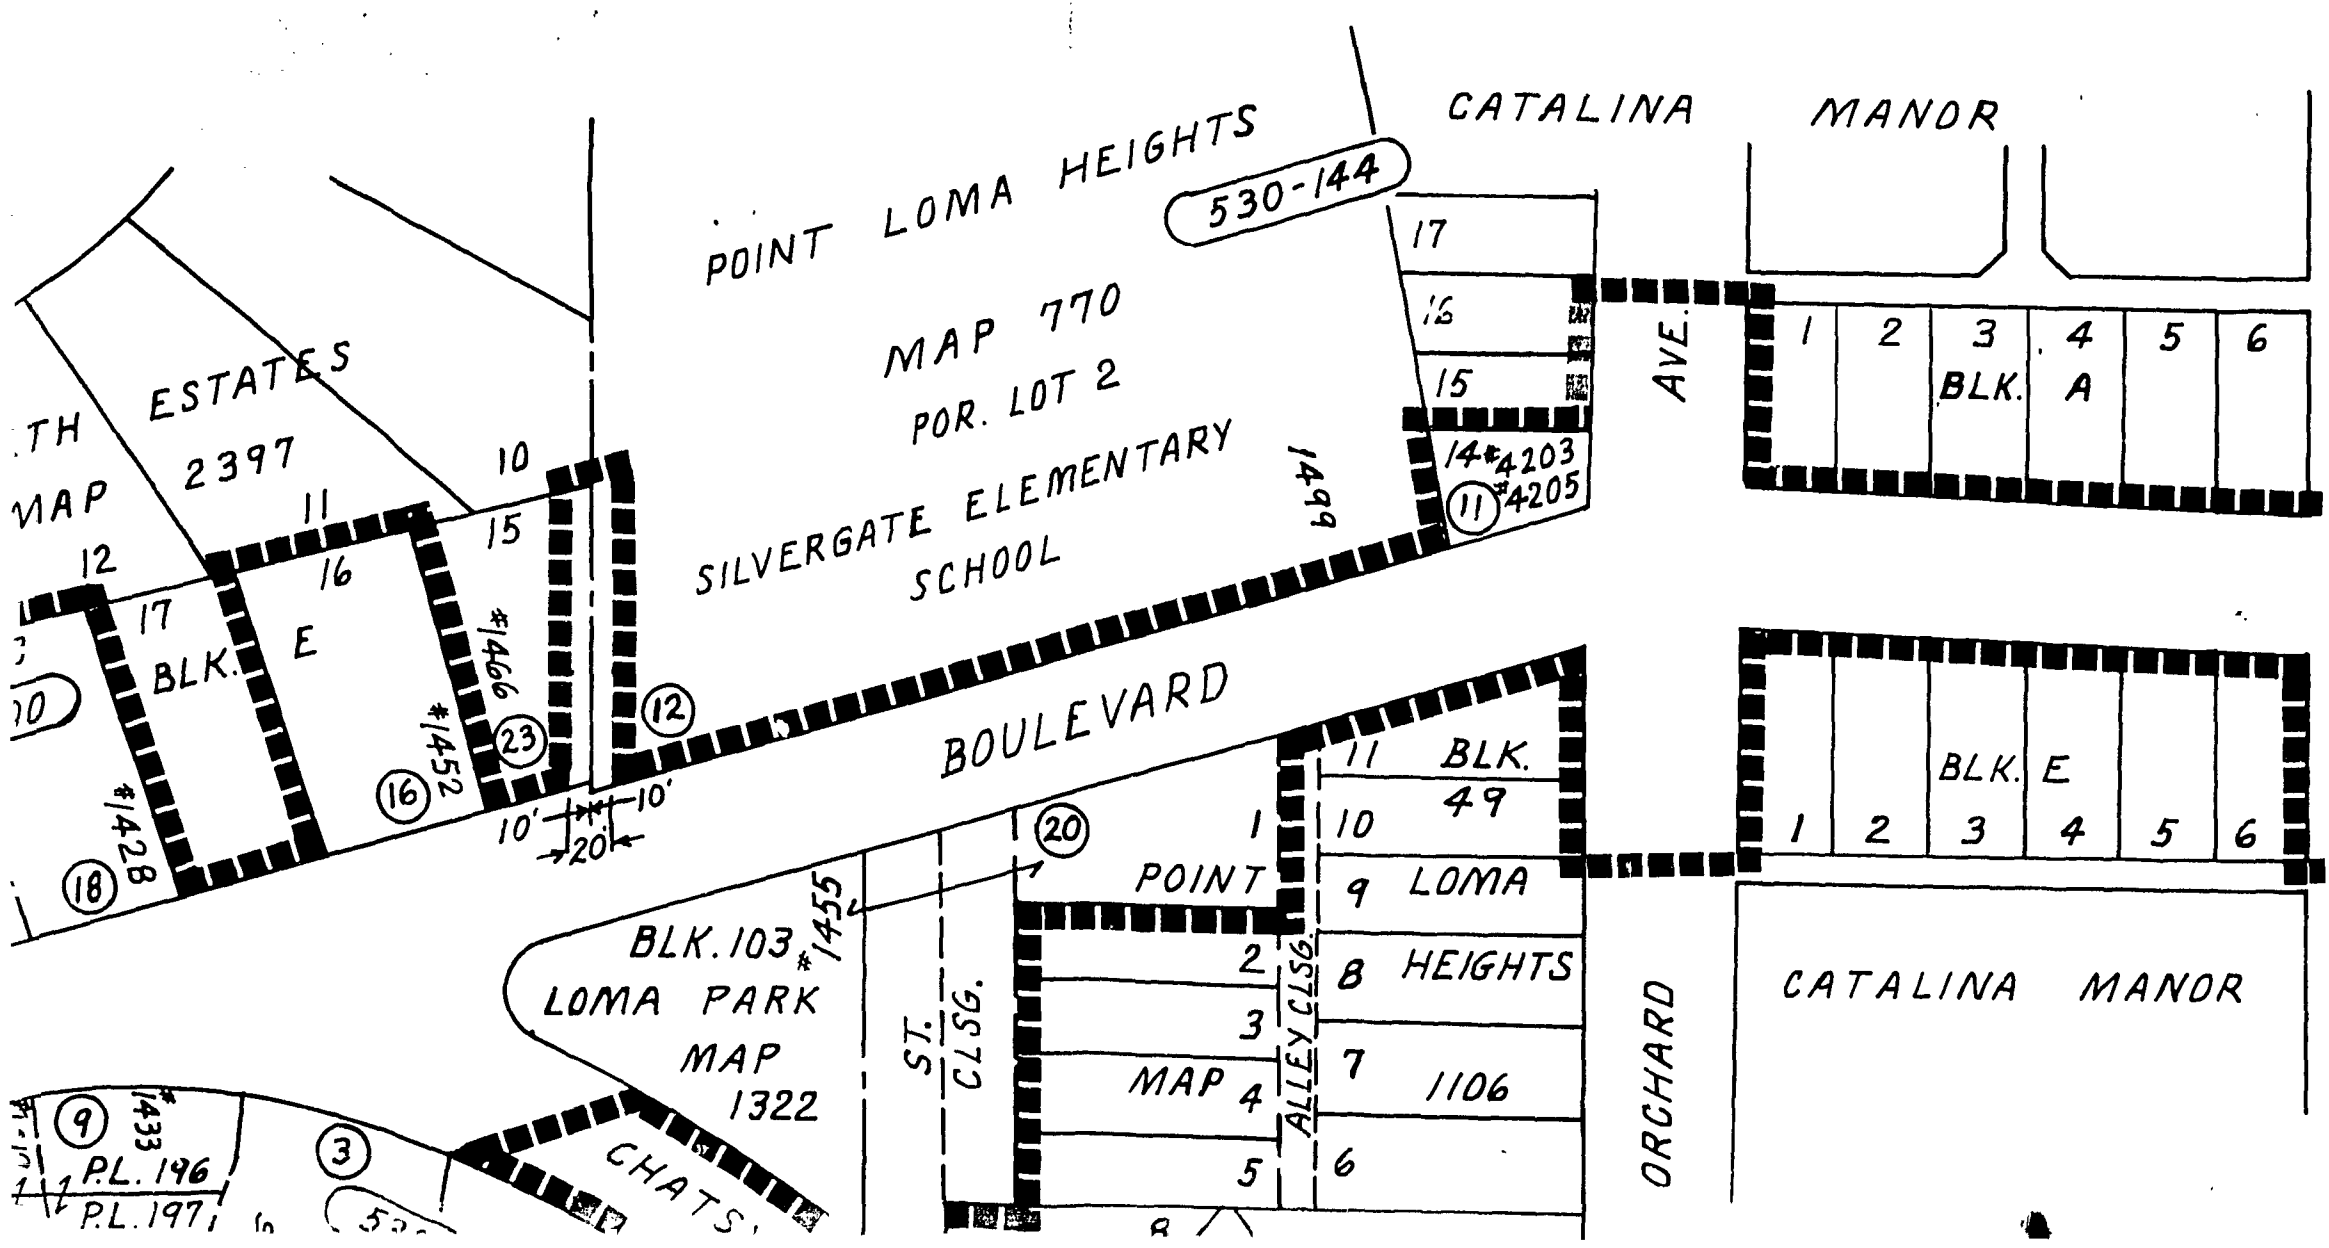 CATALINA MANOR
POINT LOMA HEIGHTS
530-144
MAP 770
POR. LOT 2
SILVERGATE ELEMENTARY
SCHOOL
1499
12
17
16
15
14 #4203
#4205
11
AVE.
1 2 3 4 5 6
BLK. A
ESTATES
2397
MAP
10
11
12
15
16
17
BLK. E
#1466
23
#1452
16
#1428
18
10' 10'
20'
BOULEVARD
20
1
POINT
11 BLK.
49
10
9 LOMA
8 HEIGHTS
7
1106
6
2
3
MAP 4
5
8
ALLEY CLSG.
ST.
CLSG.
#1455
BLK. 103
LOMA PARK
MAP
1322
CHATS.
9
#1433
P.L. 196
P.L. 197
3
BLK. E
1 2 3 4 5 6
ORCHARD
CATALINA MANOR